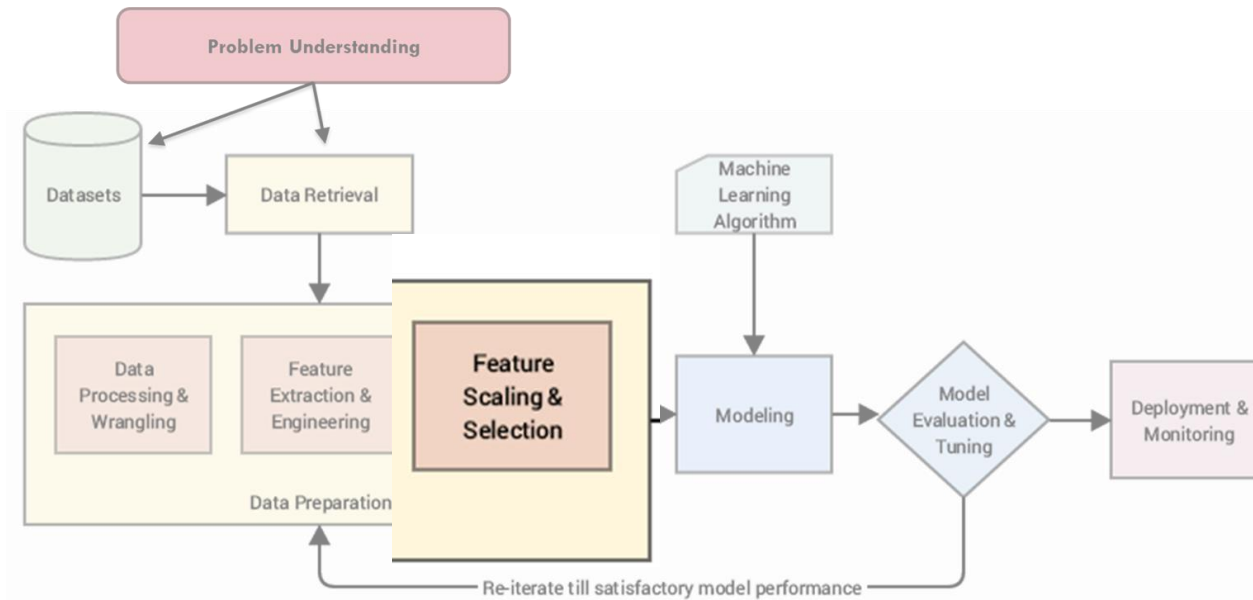 Problem Understanding
Datasets
Data Retrieval
Machine
Learning
Algorithm
Data
Processing &
Wrangling
Feature
Extraction &
Engineering
Feature
Scaling &
Selection
Data Preparation
Modeling
Model
Evaluation &
Tuning
Deployment &
Monitoring
Re-iterate till satisfactory model performance